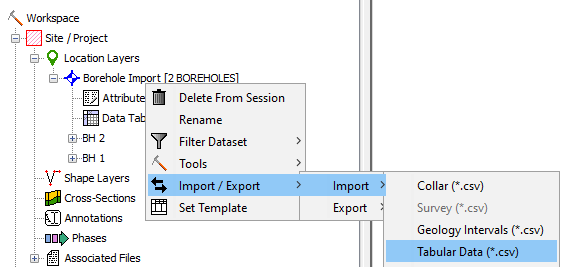 Workspace
Site / Project
Location Layers
Borehole Import [2 BOREHOLES]
Attribute
Data Tab
BH 2
BH 1
Shape Layers
Cross-Sections
Annotations
Phases
Associated Files
Delete From Session
Rename
Filter Dataset
Tools
Import / Export
Set Template
Import
Export
Collar (*.csv)
Survey (*.csv)
Geology Intervals (*.csv)
Tabular Data (*.csv)